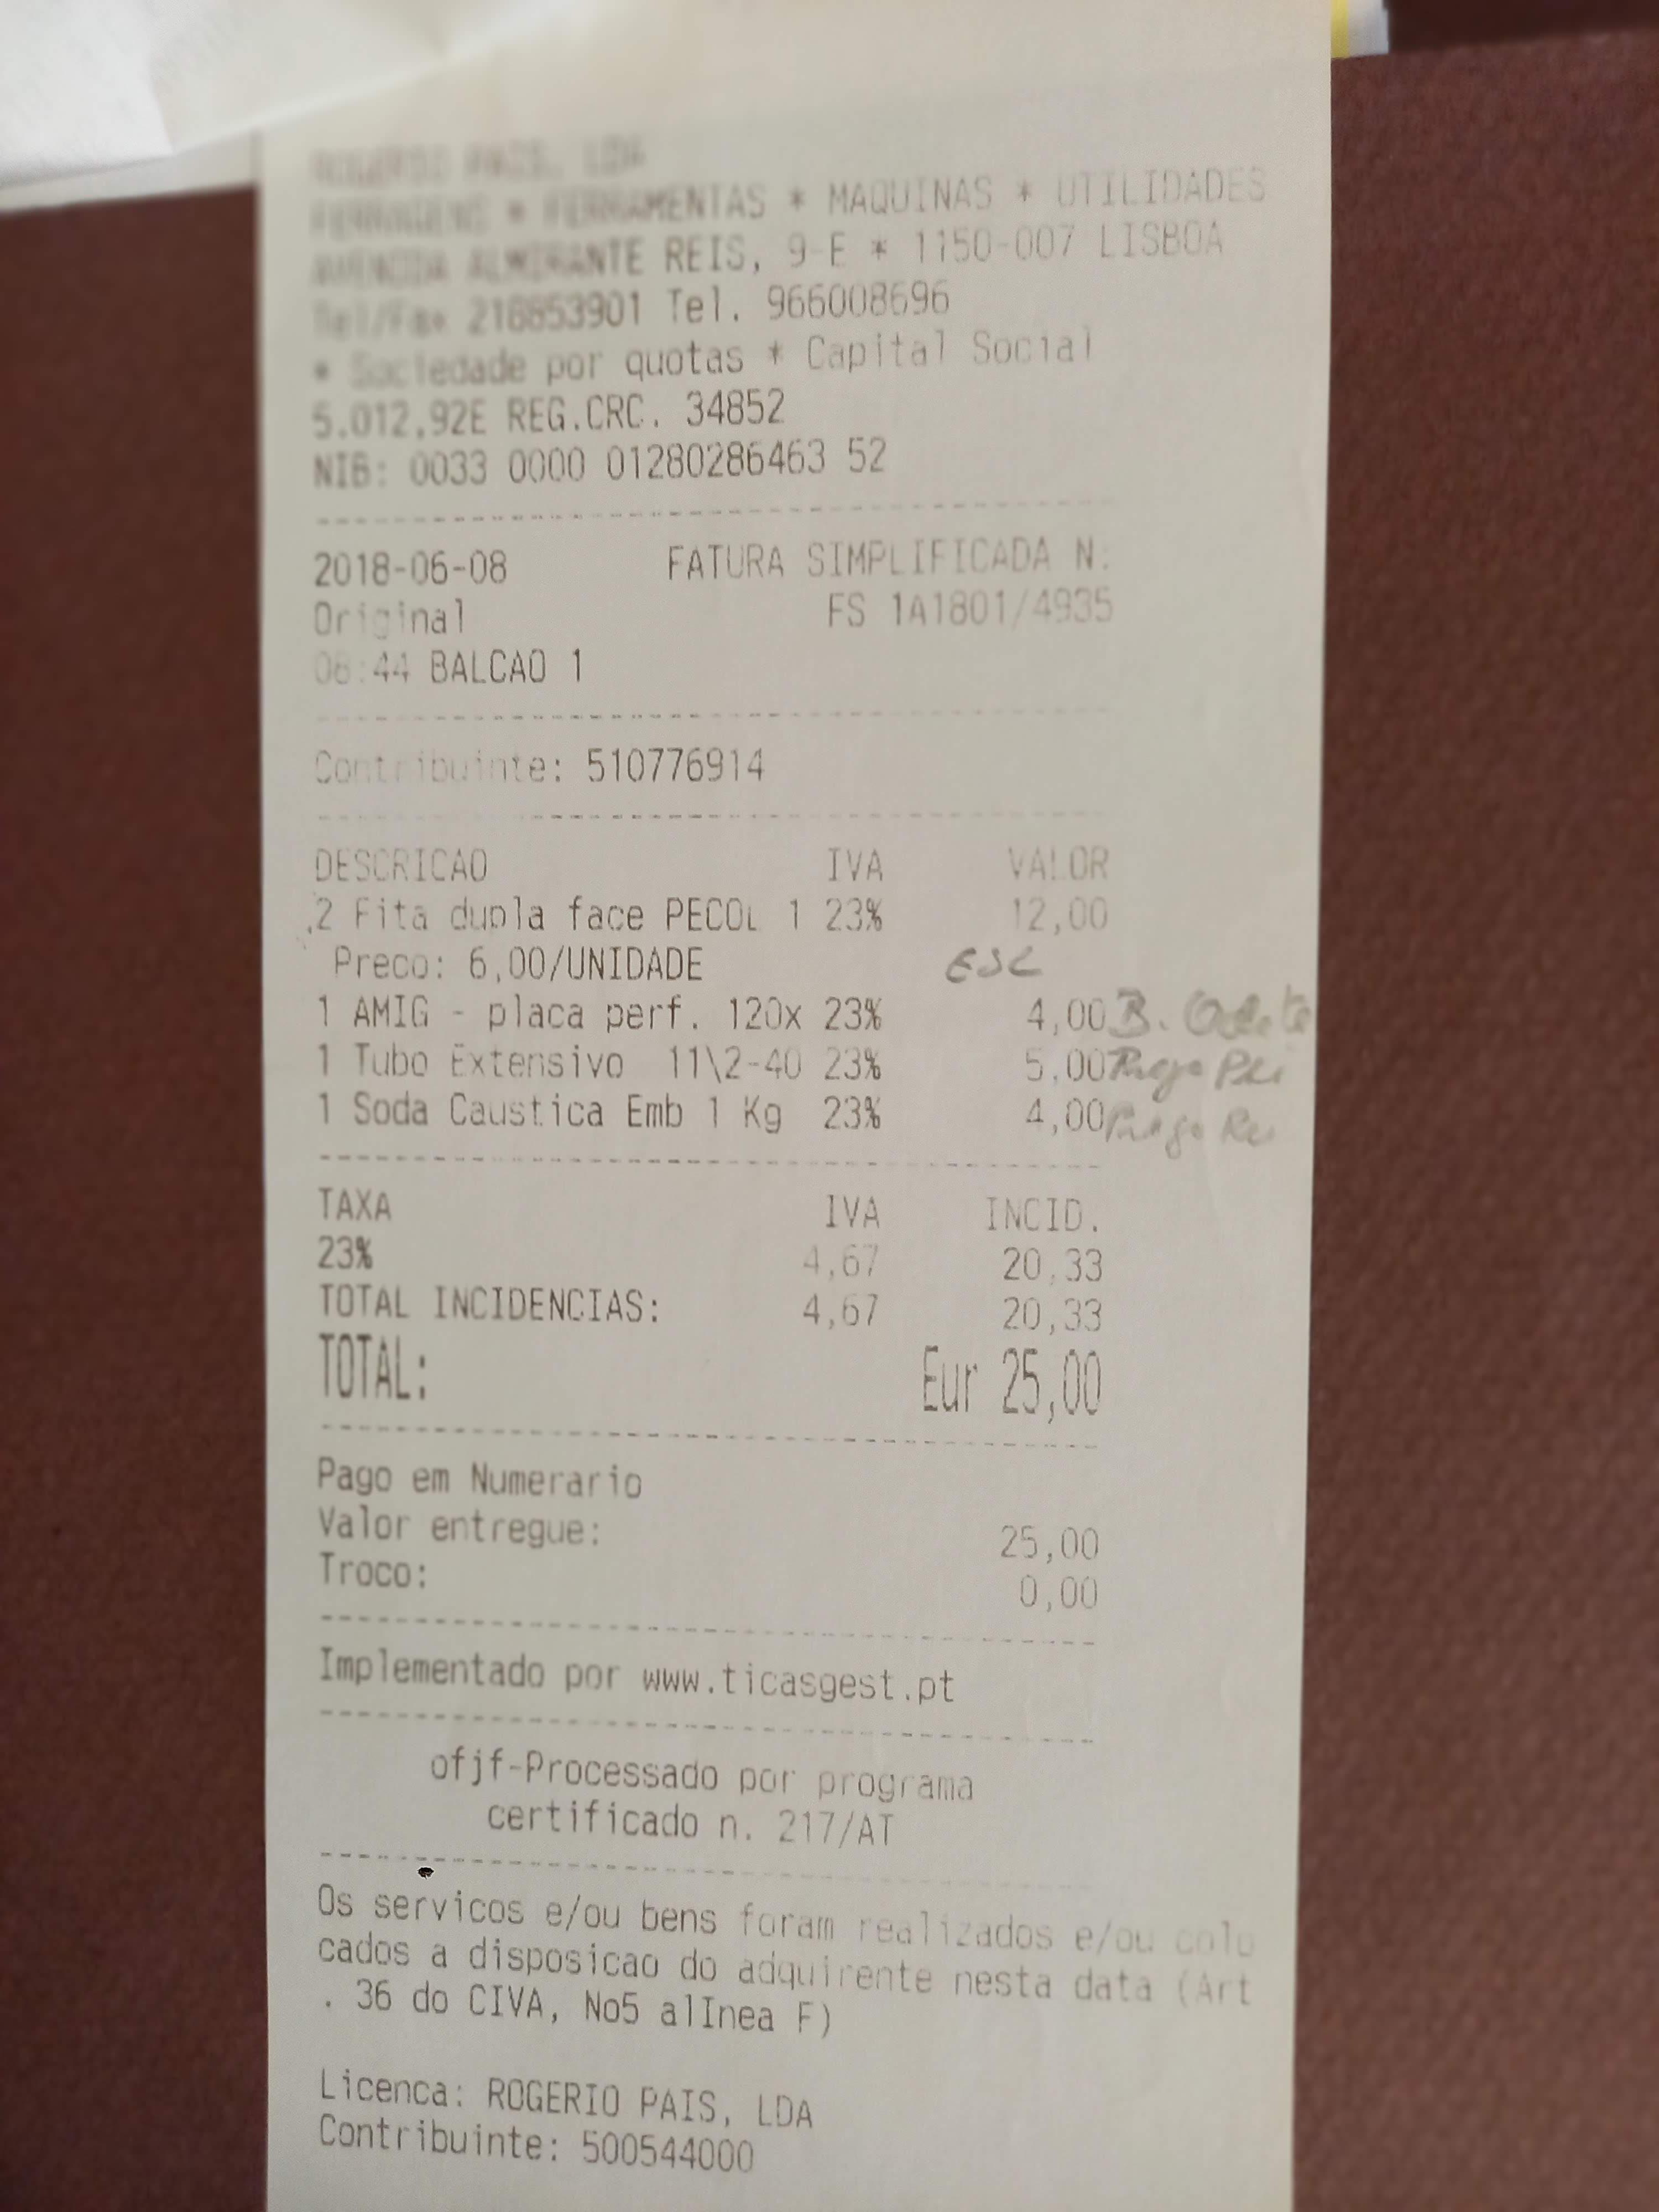 ROGERIO PAIS, LDA
FERRAGENS * FERRAMENTAS * MAQUINAS * UTILIDADES
AVENIDA ALMIRANTE REIS, 9-E * 1150-007 LISBOA
Tel/Fax 218853901 Tel. 966008696
* Sociedade por quotas * Capital Social
5.012,92E REG.CRC. 34852
NIB: 0033 0000 01280286463 52
2018-06-08 FATURA SIMPLIFICADA N:
Original FS 1A1801/4935
08:44 BALCAO 1
Contribuinte: 510776914
DESCRICAO IVA VALOR
2 Fita dupla face PECOL 1 23% 12,00
Preco: 6,00/UNIDADE ESC
1 AMIG - placa perf. 120x 23% 4,00 B.
1 Tubo Extensivo 11\2-40 23% 5,00
1 Soda Caustica Emb 1 Kg 23% 4,00
TAXA IVA INCID.
23% 4,67 20,33
TOTAL INCIDENCIAS: 4,67 20,33
TOTAL: Eur 25,00
Pago em Numerario
Valor entregue: 25,00
Troco: 0,00
Implementado por www.ticasgest.pt
ofjf-Processado por programa
certificado n. 217/AT
Os servicos e/ou bens foram realizados e/ou colo
cados a disposicao do adquirente nesta data (Art
. 36 do CIVA, No5 alInea F)
Licenca: ROGERIO PAIS, LDA
Contribuinte: 500544000